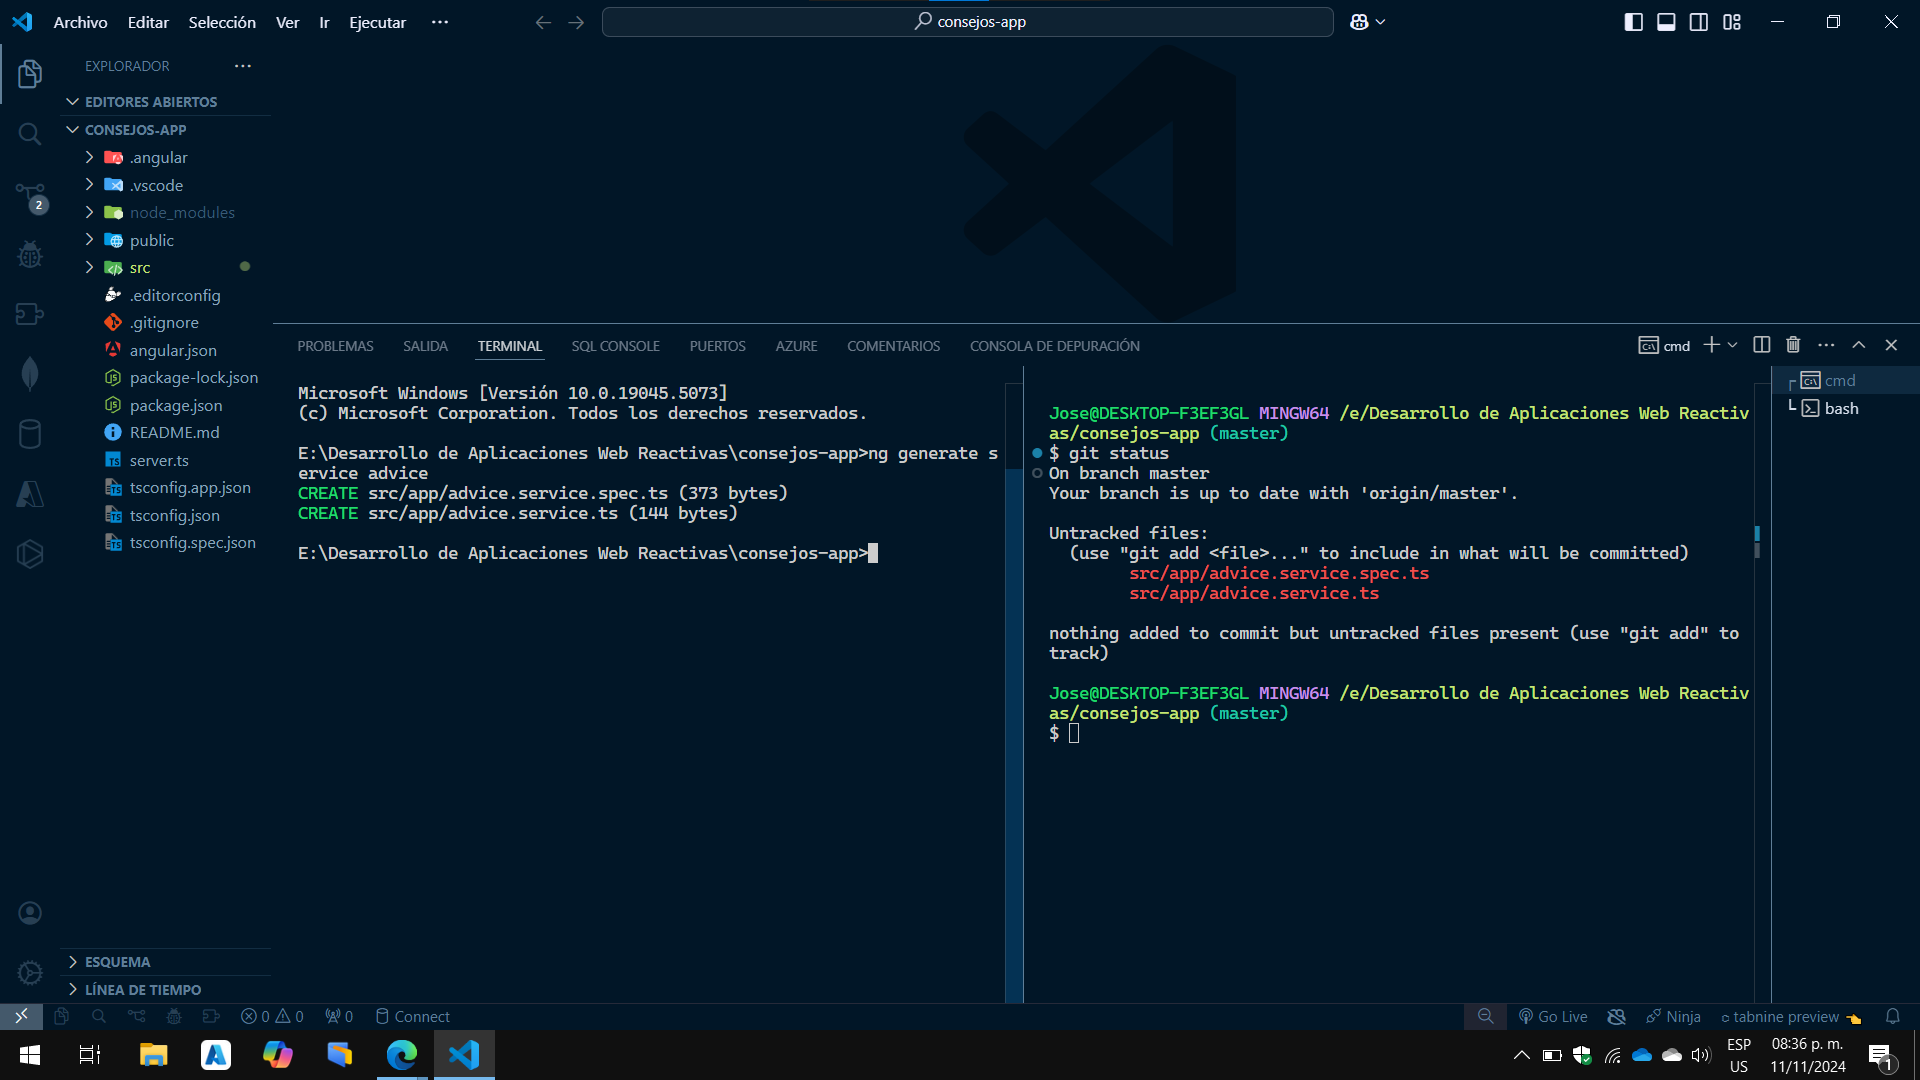 Archivo Editar Selección Ver Ir Ejecutar ···
consejos-app
EXPLORADOR
EDITORES ABIERTOS
CONSEJOS-APP
.angular
.vscode
2
node_modules
public
src
.editorconfig
.gitignore
angular.json
package-lock.json
package.json
README.md
server.ts
tsconfig.app.json
tsconfig.json
tsconfig.spec.json
ESQUEMA
LÍNEA DE TIEMPO
PROBLEMAS SALIDA TERMINAL SQL CONSOLE PUERTOS AZURE COMENTARIOS CONSOLA DE DEPURACIÓN
cmd
Microsoft Windows [Versión 10.0.19045.5073]
(c) Microsoft Corporation. Todos los derechos reservados.
E:\Desarrollo de Aplicaciones Web Reactivas\consejos-app>ng generate s
ervice advice
CREATE src/app/advice.service.spec.ts (373 bytes)
CREATE src/app/advice.service.ts (144 bytes)
E:\Desarrollo de Aplicaciones Web Reactivas\consejos-app>
Jose@DESKTOP-F3EF3GL MINGW64 /e/Desarrollo de Aplicaciones Web Reactiv
as/consejos-app (master)
$ git status
On branch master
Your branch is up to date with 'origin/master'.
Untracked files:
(use "git add <file>..." to include in what will be committed)
src/app/advice.service.spec.ts
src/app/advice.service.ts
nothing added to commit but untracked files present (use "git add" to
track)
Jose@DESKTOP-F3EF3GL MINGW64 /e/Desarrollo de Aplicaciones Web Reactiv
as/consejos-app (master)
$
cmd
bash
0 0 0 Connect
Go Live Ninja tabnine preview
ESP
US
08:36 p. m.
11/11/2024
1